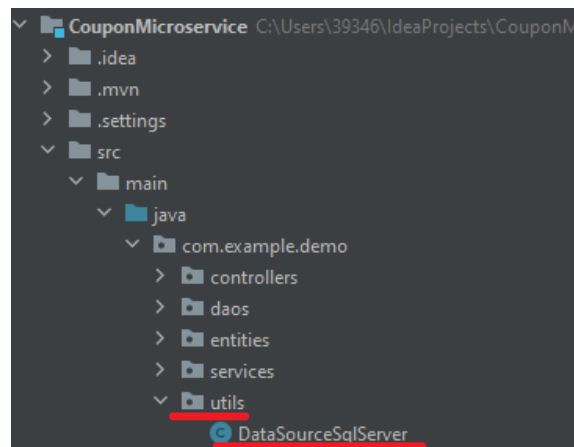 CouponMicroservice C:\Users\39346\IdeaProjects\CouponM
.idea
.mvn
.settings
src
main
java
com.example.demo
controllers
daos
entities
services
utils
DataSourceSqlServer